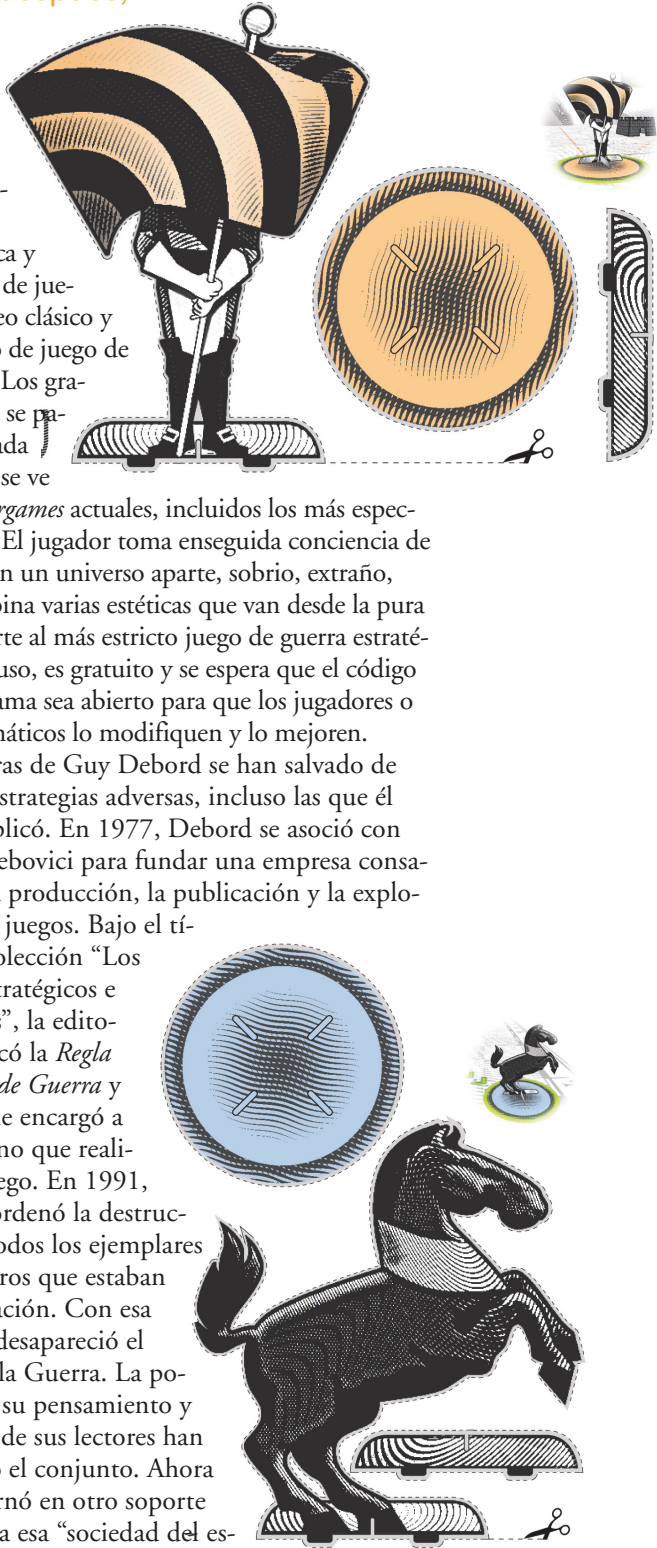 después,
-
ca y
de jue-
eo clásico y
o de juego de
Los gra-
se pa-
ada
se ve
rgames actuales, incluidos los más espec-
El jugador toma enseguida conciencia de
n un universo aparte, sobrio, extraño,
bina varias estéticas que van desde la pura
rte al más estricto juego de guerra estraté-
uso, es gratuito y se espera que el código
ama sea abierto para que los jugadores o
máticos lo modifiquen y lo mejoren.
ras de Guy Debord se han salvado de
strategias adversas, incluso las que él
plicó. En 1977, Debord se asoció con
ebovici para fundar una empresa consa-
a producción, la publicación y la explo-
juegos. Bajo el tí-
olección “Los
tratégicos e
s”, la edito-
có la Regla
de Guerra y
e encargó a
no que reali-
ego. En 1991,
ordenó la destruc-
odos los ejemplares
ros que estaban
ación. Con esa
desapareció el
la Guerra. La po-
su pensamiento y
de sus lectores han
o el conjunto. Ahora
rnó en otro soporte
a esa “sociedad del es-